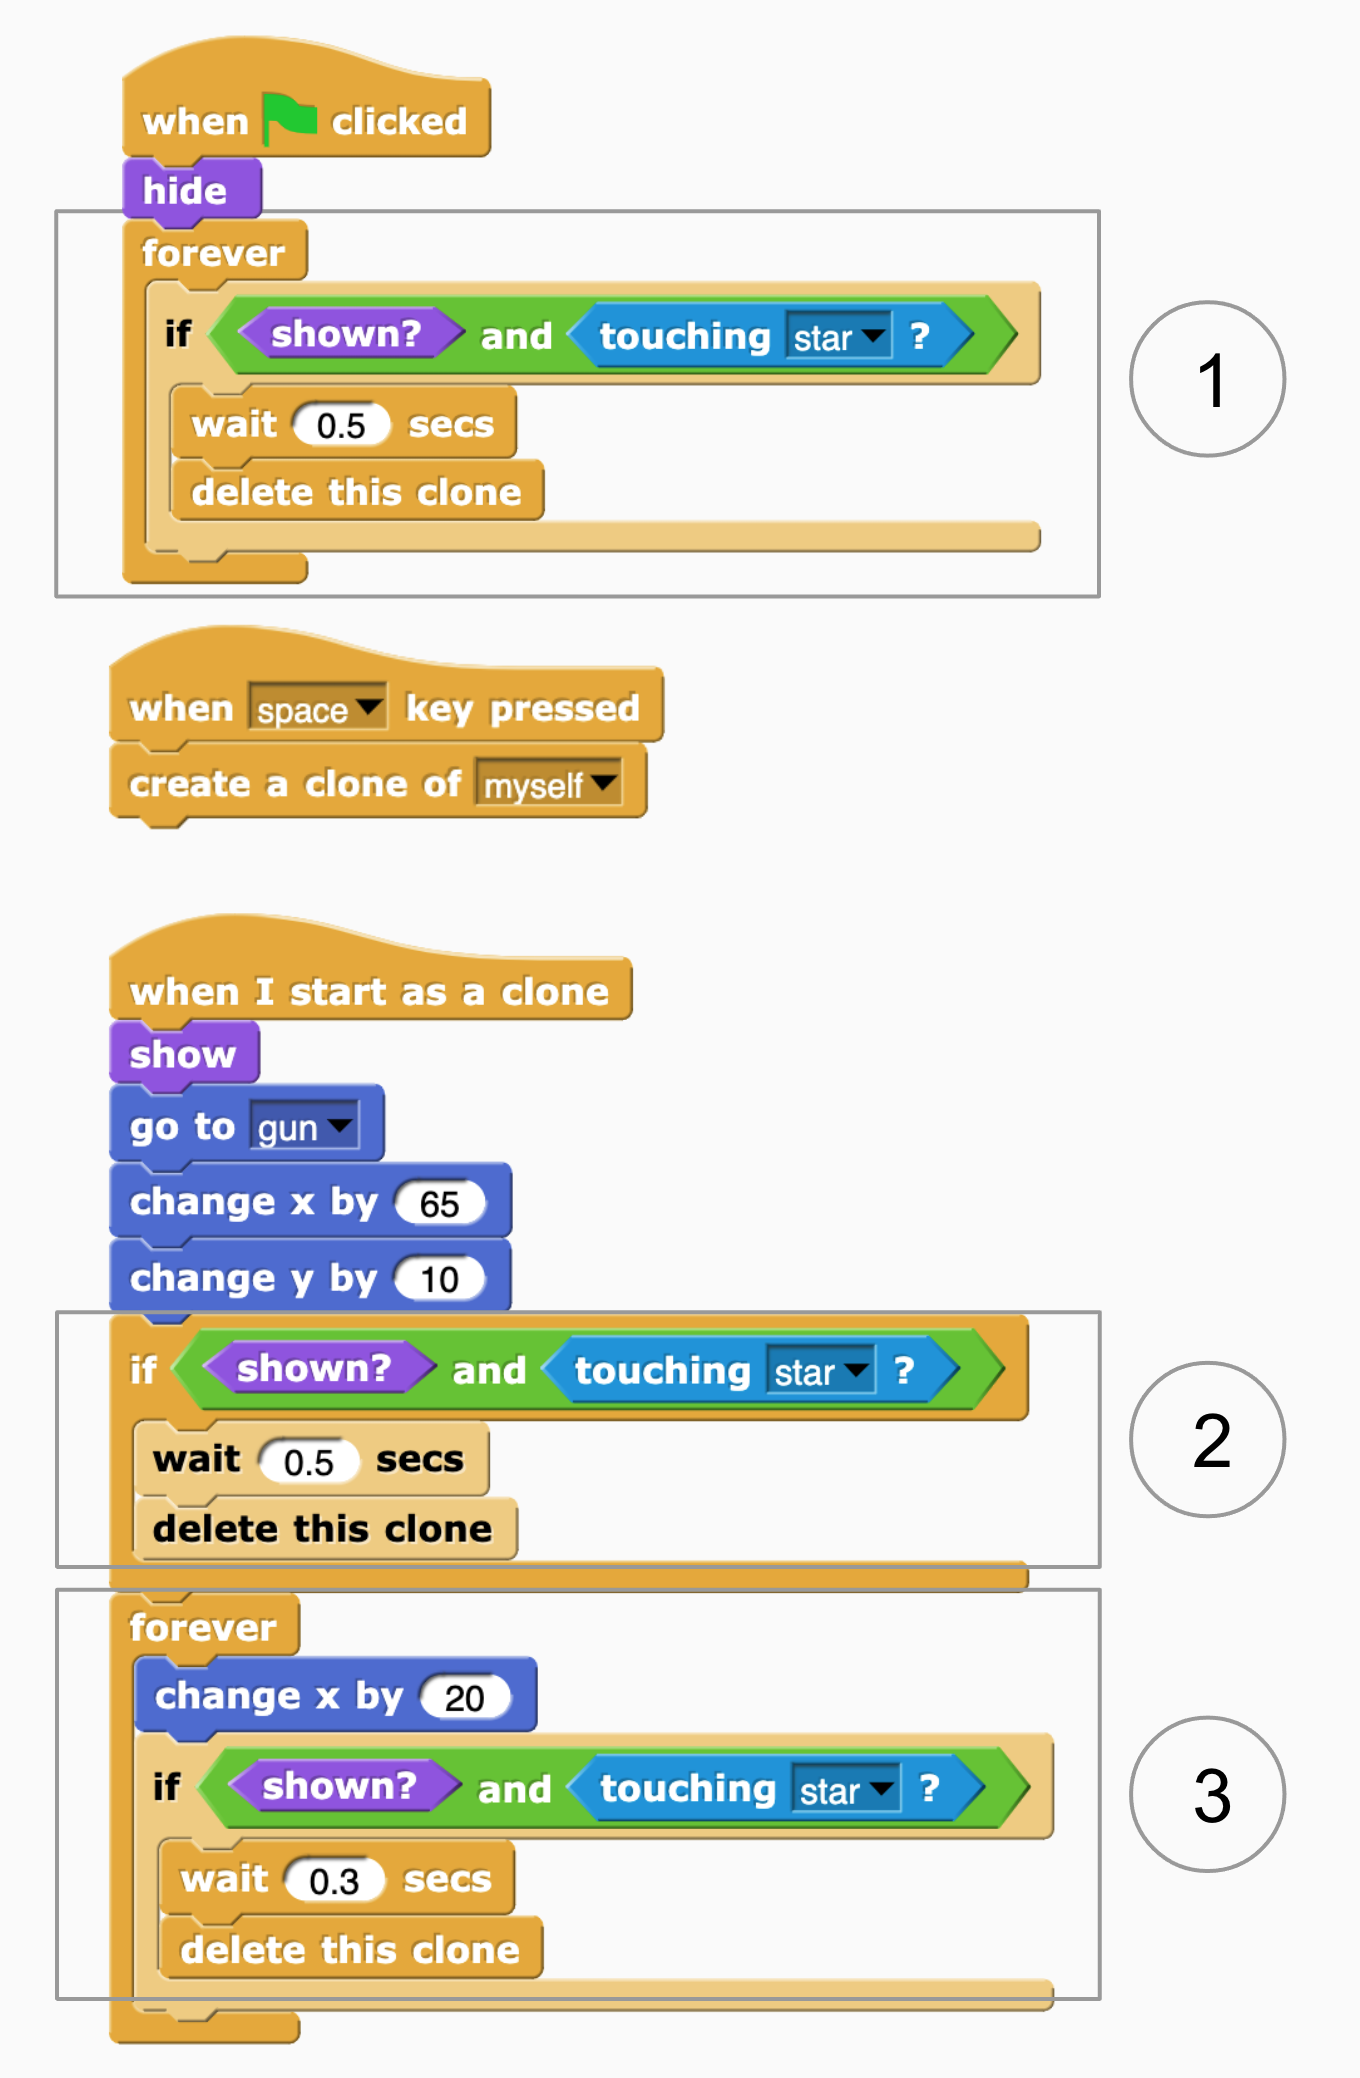 when clicked
hide
forever
if shown? and touching star ?
wait 0.5 secs
delete this clone
1
when space key pressed
create a clone of myself
when I start as a clone
show
go to gun
change x by 65
change y by 10
if shown? and touching star ?
wait 0.5 secs
delete this clone
2
forever
change x by 20
if shown? and touching star ?
wait 0.3 secs
delete this clone
3